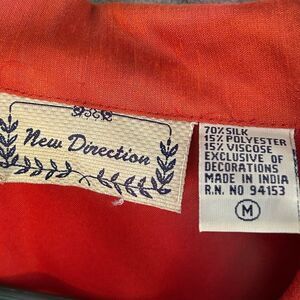 New Direction
70% SILK
15% POLYESTER
15% VISCOSE
EXCLUSIVE OF
DECORATIONS
MADE IN INDIA
R.N. NO 94153
M